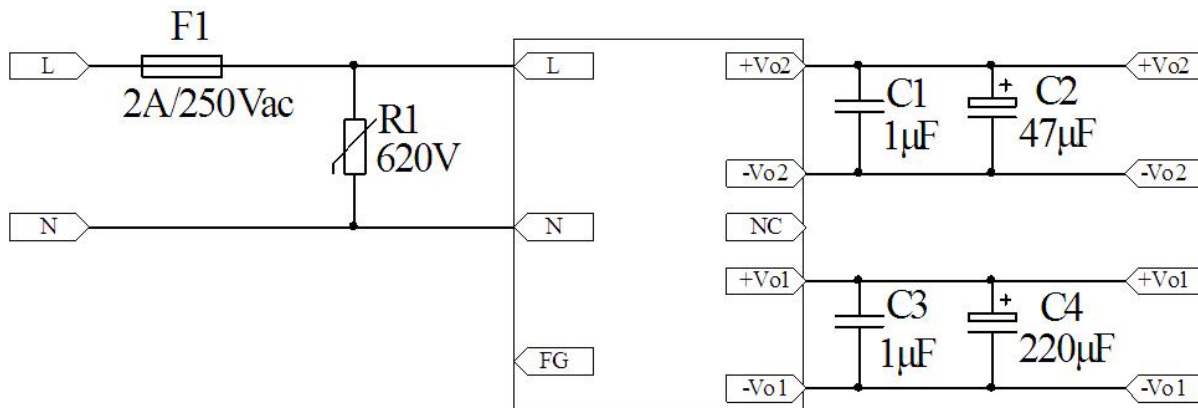 F1
L
L
+Vo2
+Vo2
2A/250Vac
C1
1μF
C2
47μF
R1
620V
-Vo2
-Vo2
N
N
NC
+Vo1
+Vo1
C3
1μF
C4
220μF
FG
-Vo1
-Vo1